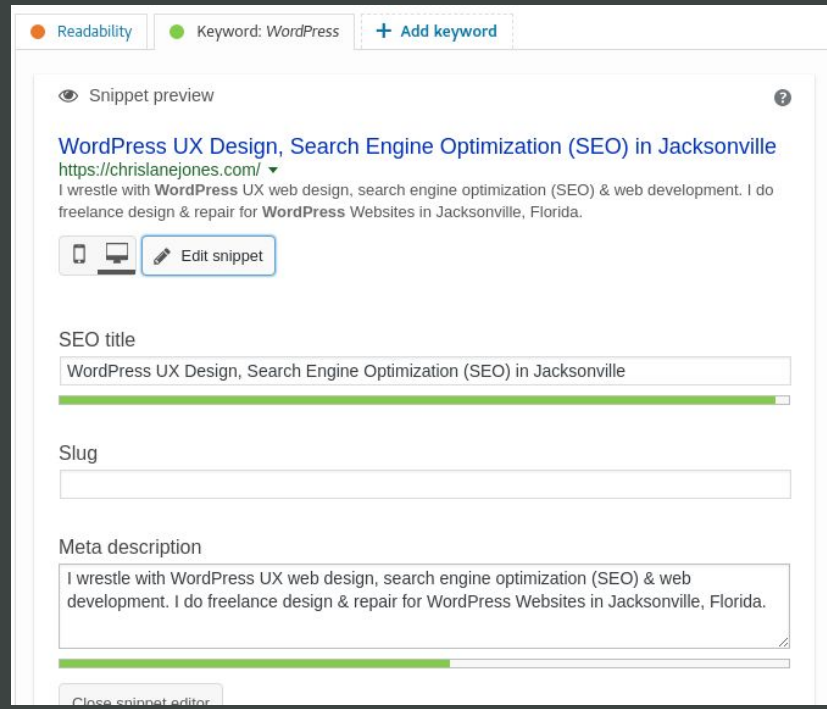 Readability Keyword: WordPress + Add keyword
Snippet preview ?
WordPress UX Design, Search Engine Optimization (SEO) in Jacksonville
https://chrislanejones.com/
I wrestle with WordPress UX web design, search engine optimization (SEO) & web development. I do
freelance design & repair for WordPress Websites in Jacksonville, Florida.
Edit snippet
SEO title
WordPress UX Design, Search Engine Optimization (SEO) in Jacksonville
Slug
Meta description
I wrestle with WordPress UX web design, search engine optimization (SEO) & web
development. I do freelance design & repair for WordPress Websites in Jacksonville, Florida.
Close snippet editor